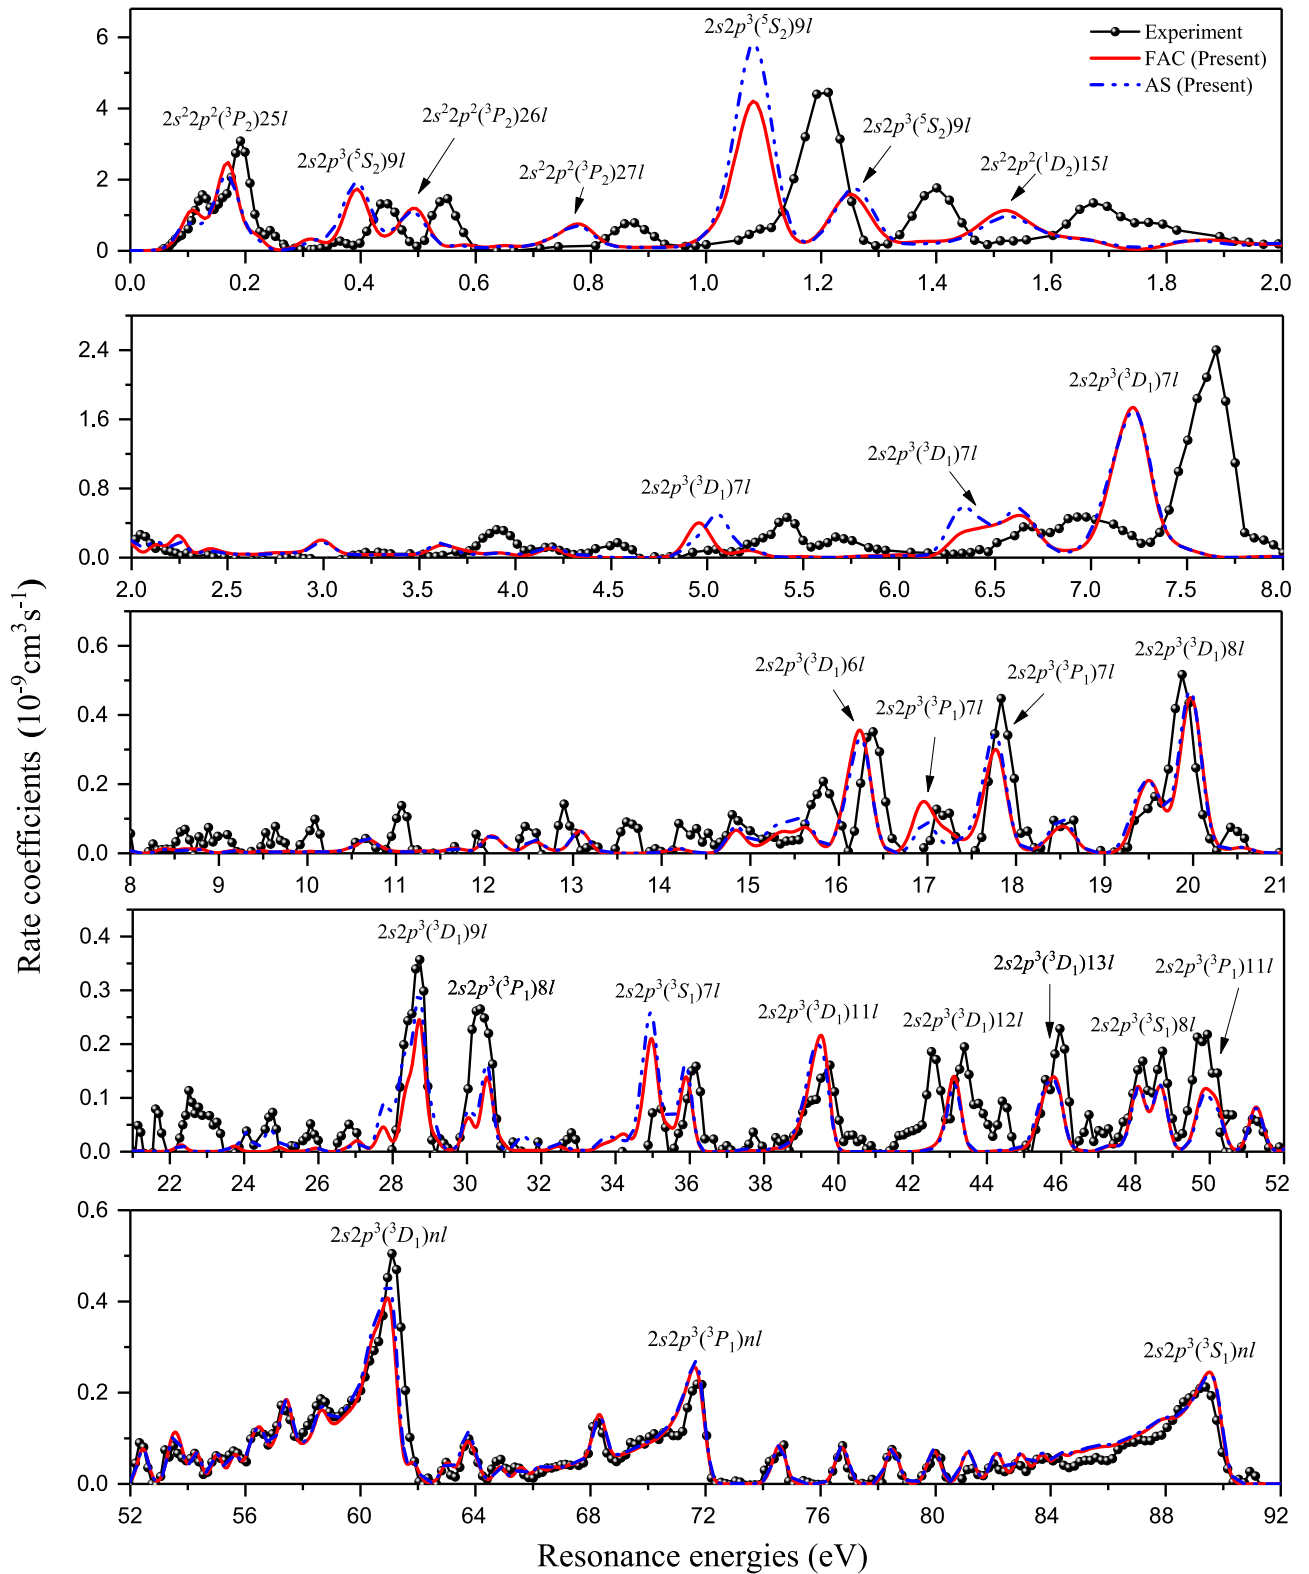 6
4
2
0
2s2p³(⁵S₂)9l
Experiment
FAC (Present)
AS (Present)
2s²2p²(³P₂)25l
2s²2p²(³P₂)26l
2s2p³(⁵S₂)9l
2s²2p²(³P₂)27l
2s2p³(⁵S₂)9l
2s²2p²(¹D₂)15l
0.0 0.2 0.4 0.6 0.8 1.0 1.2 1.4 1.6 1.8 2.0
2.4
1.6
0.8
0.0
2s2p³(³D₁)7l
2s2p³(³D₁)7l
2s2p³(³D₁)7l
2.0 2.5 3.0 3.5 4.0 4.5 5.0 5.5 6.0 6.5 7.0 7.5 8.0
Rate coefficients (10⁻⁹cm³s⁻¹)
0.6
0.4
0.2
0.0
2s2p³(³D₁)6l
2s2p³(³P₁)7l
2s2p³(³P₁)7l
2s2p³(³D₁)8l
8 9 10 11 12 13 14 15 16 17 18 19 20 21
0.4
0.3
0.2
0.1
0.0
2s2p³(³D₁)9l
2s2p³(³P₁)8l
2s2p³(³S₁)7l
2s2p³(³D₁)11l
2s2p³(³D₁)12l
2s2p³(³D₁)13l
2s2p³(³S₁)8l
2s2p³(³P₁)11l
22 24 26 28 30 32 34 36 38 40 42 44 46 48 50 52
0.6
0.4
0.2
0.0
2s2p³(³D₁)nl
2s2p³(³P₁)nl
2s2p³(³S₁)nl
52 56 60 64 68 72 76 80 84 88 92
Resonance energies (eV)